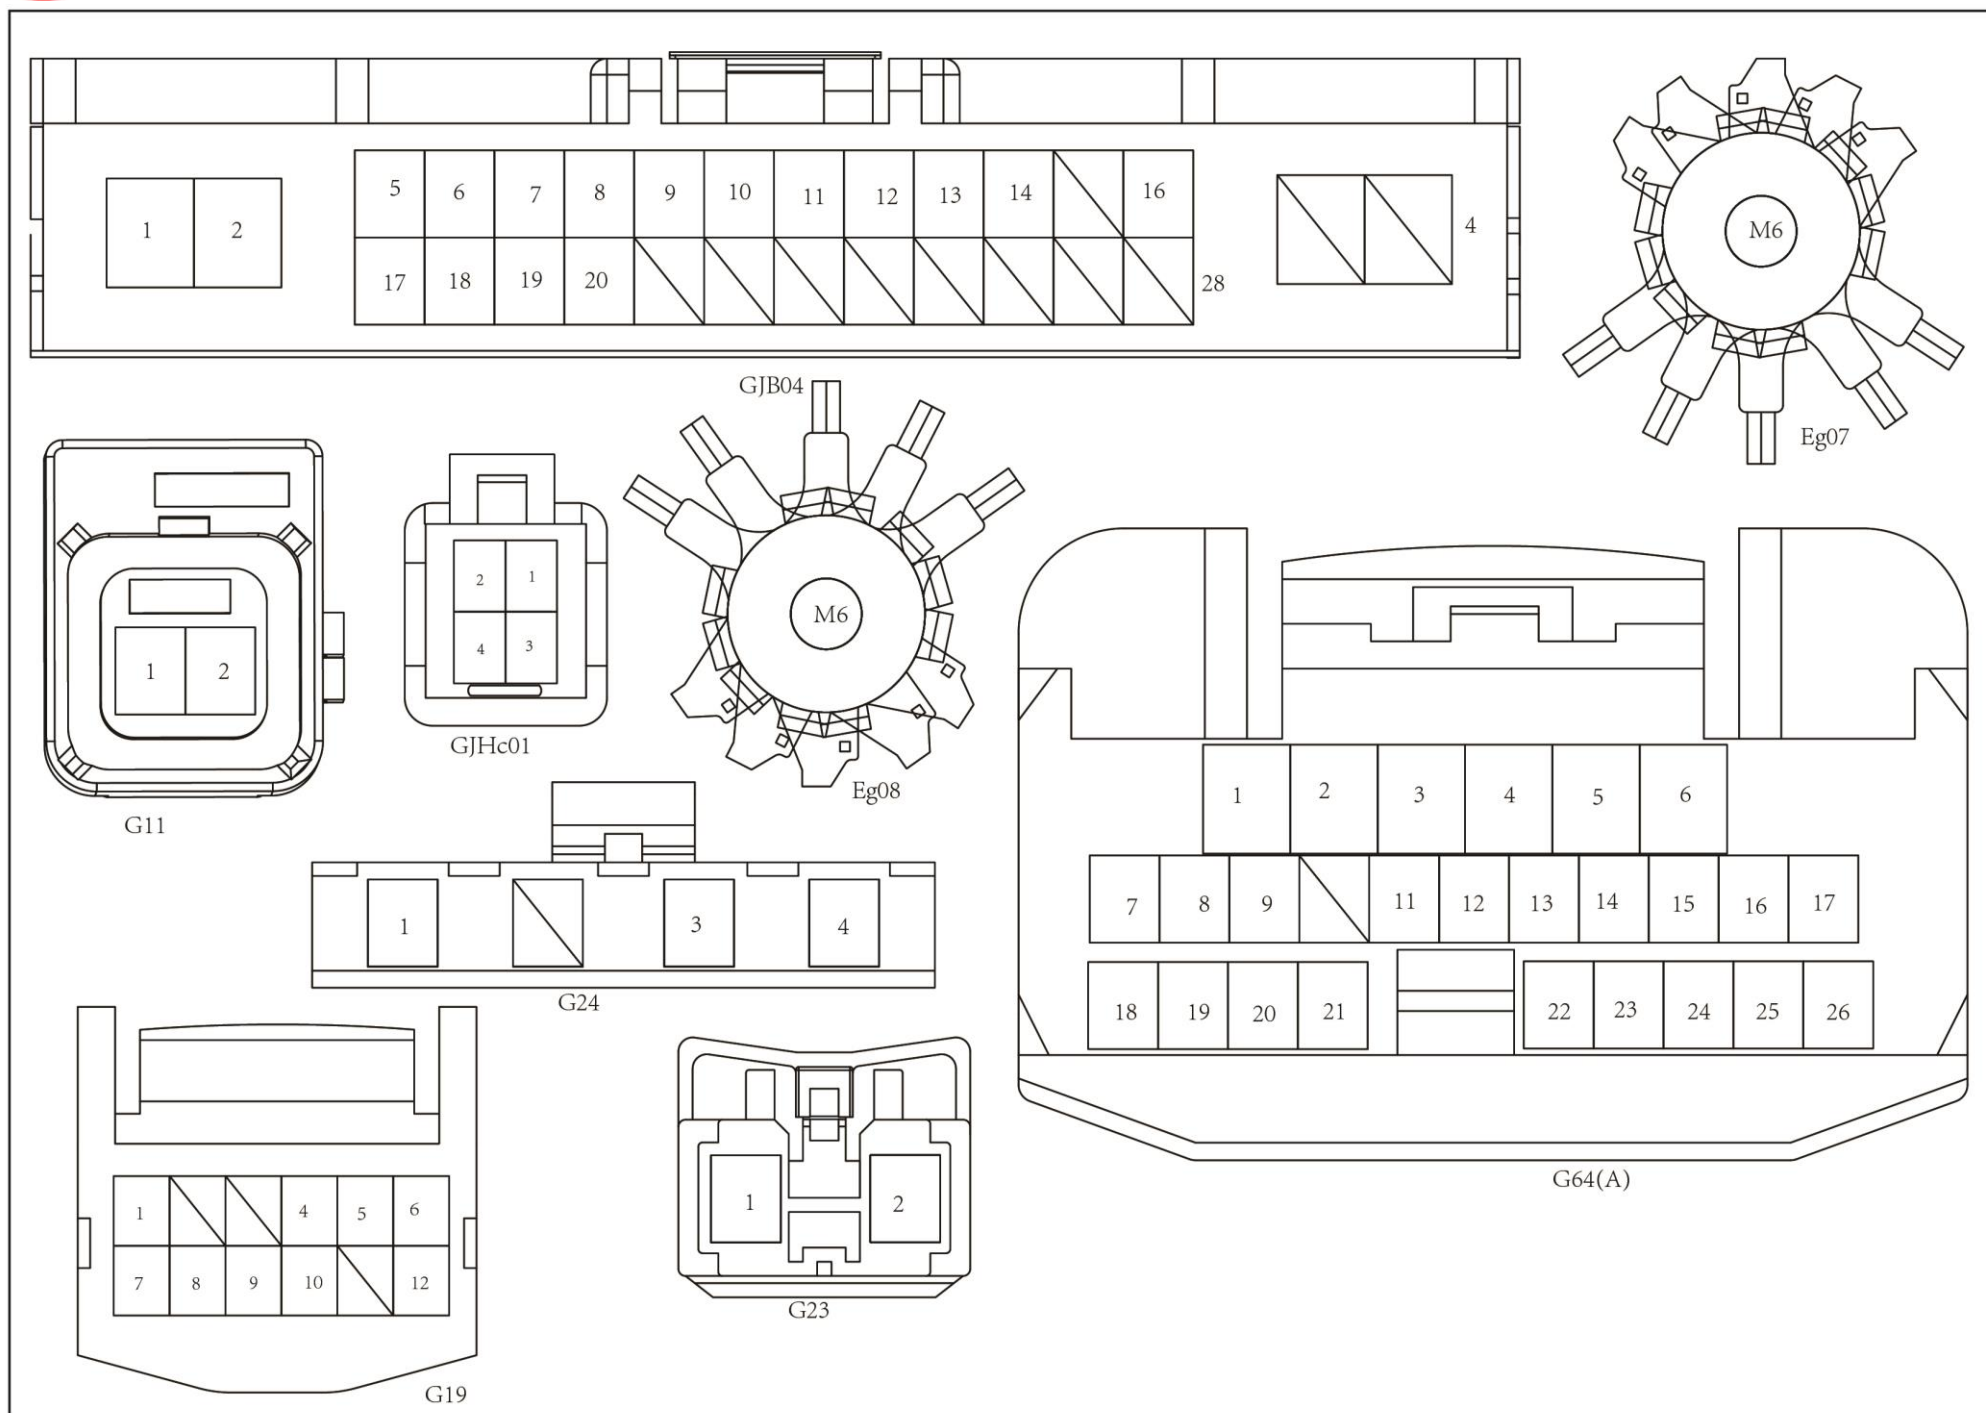 1 2
5 6 7 8 9 10 11 12 13 14 16
17 18 19 20 28
4
GJB04
M6
Eg07
1 2
G11
2 1
4 3
GJHc01
M6
Eg08
1 3 4
G24
1 2 3 4 5 6
7 8 9 11 12 13 14 15 16 17
18 19 20 21 22 23 24 25 26
G64(A)
1 4 5 6
7 8 9 10 12
G19
1 2
G23